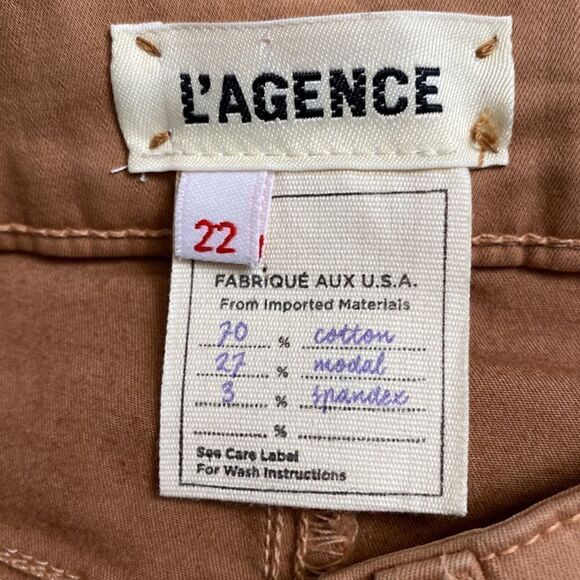 L'AGENCE
22
FABRIQUÉ AUX U.S.A.
From Imported Materials
70 % cotton
27 % modal
3 % spandex
%
See Care Label
For Wash Instructions